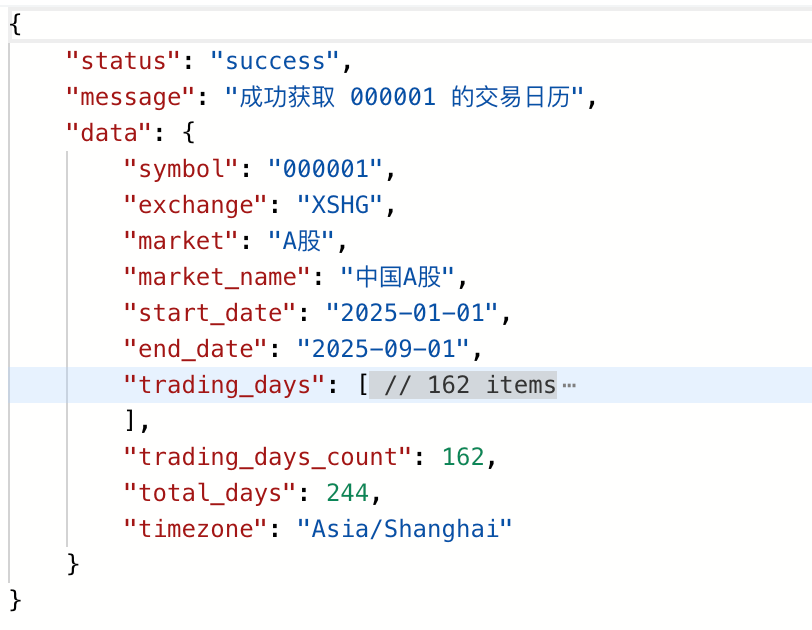 {
"status": "success",
"message": "成功获取 000001 的交易日历",
"data": {
"symbol": "000001",
"exchange": "XSHG",
"market": "A股",
"market_name": "中国A股",
"start_date": "2025-01-01",
"end_date": "2025-09-01",
"trading_days": [ // 162 items ⋯
],
"trading_days_count": 162,
"total_days": 244,
"timezone": "Asia/Shanghai"
}
}